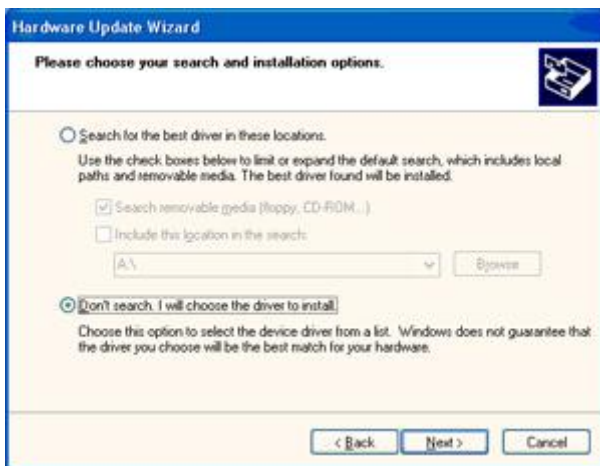 Hardware Update Wizard
Please choose your search and installation options.
Search for the best driver in these locations.
Use the check boxes below to limit or expand the default search, which includes local
paths and removable media. The best driver found will be installed.
Search removable media (floppy, CD-ROM...)
Include this location in the search:
A:\
Browse
Don't search. I will choose the driver to install.
Choose this option to select the device driver from a list. Windows does not guarantee that
the driver you choose will be the best match for your hardware.
< Back
Next >
Cancel